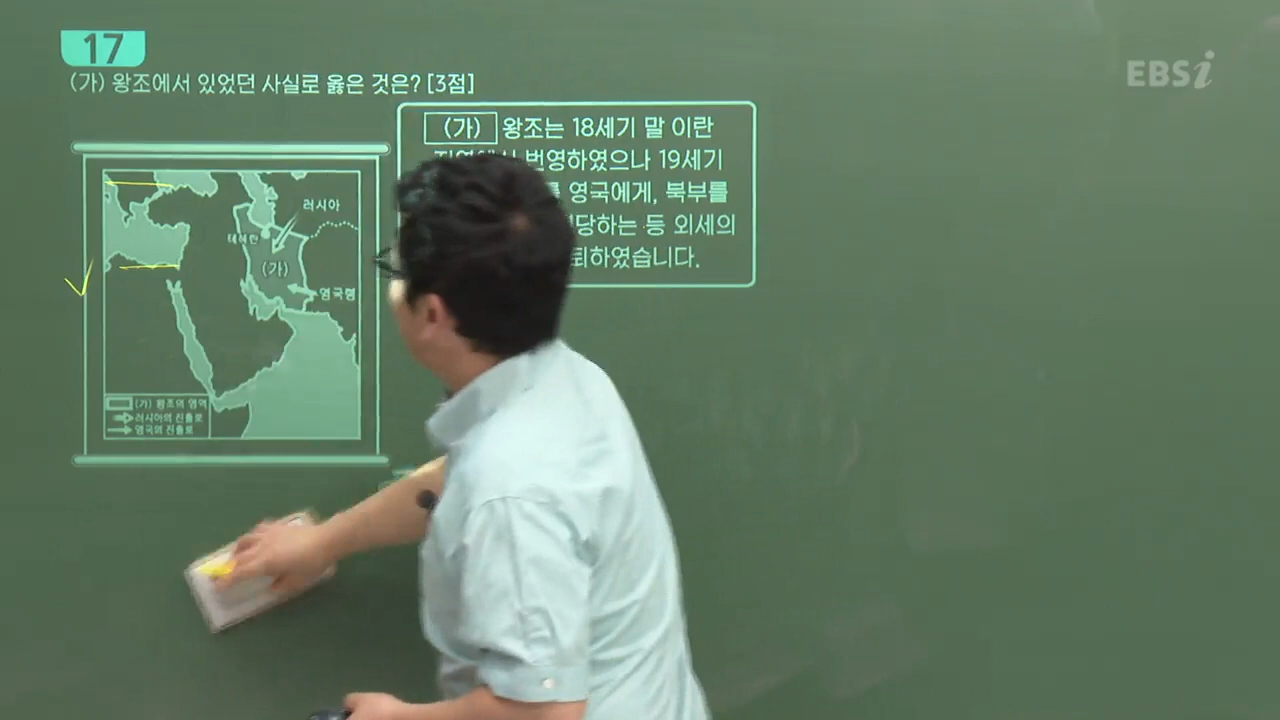 17
EBSi
(가) 왕조에서 있었던 사실로 옳은 것은? [3점]
(가) 왕조는 18세기 말 이란
번영하였으나 19세기
영국에게, 북부를
당하는 등 외세의
하였습니다.
러시아
테헤란
(가)
영국령
(가) 왕조의 영역
러시아의 진출로
영국의 진출로